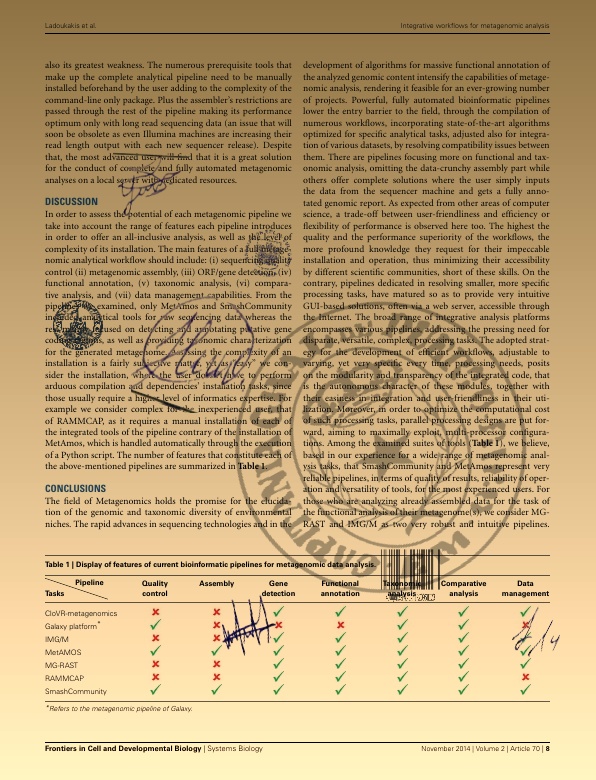 Ladoukakis et al.
Integrative workflows for metagenomic analysis
also its greatest weakness. The numerous prerequisite tools that
make up the complete analytical pipeline need to be manually
installed beforehand by the user adding to the complexity of the
command-line only package. Plus the assembler's restrictions are
passed through the rest of the pipeline making its performance
optimum only with long read sequencing data (an issue that will
soon be obsolete as even Illumina machines are increasing their
read length output with each new sequencer release). Despite
that, the most advanced user will find that it is a great solution
for the conduct of complete and fully automated metagenomic
analyses on a local server with dedicated resources.
DISCUSSION
In order to assess the potential of each metagenomic pipeline we
take into account the range of features each pipeline introduces
in order to offer an all-inclusive analysis, as well as the level of
complexity of its installation. The main features of a full metage-
nomic analytical workflow should include: (i) sequencing quality
control (ii) metagenomic assembly, (iii) ORF/gene detection, (iv)
functional annotation, (v) taxonomic analysis, (vi) compara-
tive analysis, and (vii) data management capabilities. From the
pipelines examined, only MetAmos and SmashCommunity
include analytical tools for raw sequencing data whereas the
rest mainly focused on detecting and annotating putative gene
coding regions, as well as providing taxonomic characterization
for the generated metagenome. Assessing the complexity of an
installation is a fairly subjective matter, yet as "easy" we con-
sider the installation, where the user does not have to perform
arduous compilation and dependencies' installation tasks, since
those usually require a higher level of informatics expertise. For
example we consider complex for the inexperienced user, that
of RAMMCAP, as it requires a manual installation of each of
the integrated tools of the pipeline contrary of the installation of
MetAmos, which is handled automatically through the execution
of a Python script. The number of features that constitute each of
the above-mentioned pipelines are summarized in Table 1.
CONCLUSIONS
The field of Metagenomics holds the promise for the elucida-
tion of the genomic and taxonomic diversity of environmental
niches. The rapid advances in sequencing technologies and in the
development of algorithms for massive functional annotation of
the analyzed genomic content intensify the capabilities of metage-
nomic analysis, rendering it feasible for an ever-growing number
of projects. Powerful, fully automated bioinformatic pipelines
lower the entry barrier to the field, through the compilation of
numerous workflows, incorporating state-of-the-art algorithms
optimized for specific analytical tasks, adjusted also for integra-
tion of various datasets, by resolving compatibility issues between
them. There are pipelines focusing more on functional and tax-
onomic analysis, omitting the data-crunchy assembly part while
others offer complete solutions where the user simply inputs
the data from the sequencer machine and gets a fully anno-
tated genomic report. As expected from other areas of computer
science, a trade-off between user-friendliness and efficiency or
flexibility of performance is observed here too. The highest the
quality and the performance superiority of the workflows, the
more profound knowledge they request for their impeccable
installation and operation, thus minimizing their accessibility
by different scientific communities, short of these skills. On the
contrary, pipelines dedicated in resolving smaller, more specific
processing tasks, have matured so as to provide very intuitive
GUI-based solutions, often via a web server, accessible through
the Internet. The broad range of integrative analysis platforms
encompasses various pipelines, addressing the pressing need for
disparate, versatile, complex, processing tasks. The adopted strat-
egy for the development of efficient workflows, adjustable to
varying, yet very specific every time, processing needs, posits
on the modularity and transparency of the integrated code, that
is the autonomous character of these modules, together with
their easiness in integration and user-friendliness in their uti-
lization. Moreover, in order to optimize the computational cost
of such processing tasks, parallel processing designs are put for-
ward, aiming to maximally exploit, multi-processor configura-
tions. Among the examined suites of tools (Table 1), we believe,
based in our experience for a wide range of metagenomic anal-
ysis tasks, that SmashCommunity and MetAmos represent very
reliable pipelines, in terms of quality of results, reliability of oper-
ation and versatility of tools, for the most experienced users. For
those who are analyzing already assembled data for the task of
the functional analysis of their metagenome(s), we consider MG-
RAST and IMG/M as two very robust and intuitive pipelines.
Table 1 | Display of features of current bioinformatic pipelines for metagenomic data analysis.
Pipeline Quality Assembly Gene Functional Taxonomic Comparative Data
Tasks control detection annotation analysis analysis management
CloVR-metagenomics ✘ ✘ ✓ ✓ ✓ ✓ ✓
Galaxy platform* ✓ ✘ ✘ ✘ ✓ ✓ ✘
IMG/M ✘ ✘ ✓ ✓ ✓ ✓ ✓
MetAMOS ✓ ✓ ✓ ✓ ✓ ✓ ✓
MG-RAST ✘ ✘ ✓ ✓ ✓ ✓ ✓
RAMMCAP ✘ ✘ ✓ ✓ ✓ ✓ ✘
SmashCommunity ✓ ✓ ✓ ✓ ✓ ✓ ✓
*Refers to the metagenomic pipeline of Galaxy.
Frontiers in Cell and Developmental Biology | Systems Biology
November 2014 | Volume 2 | Article 70 | 8